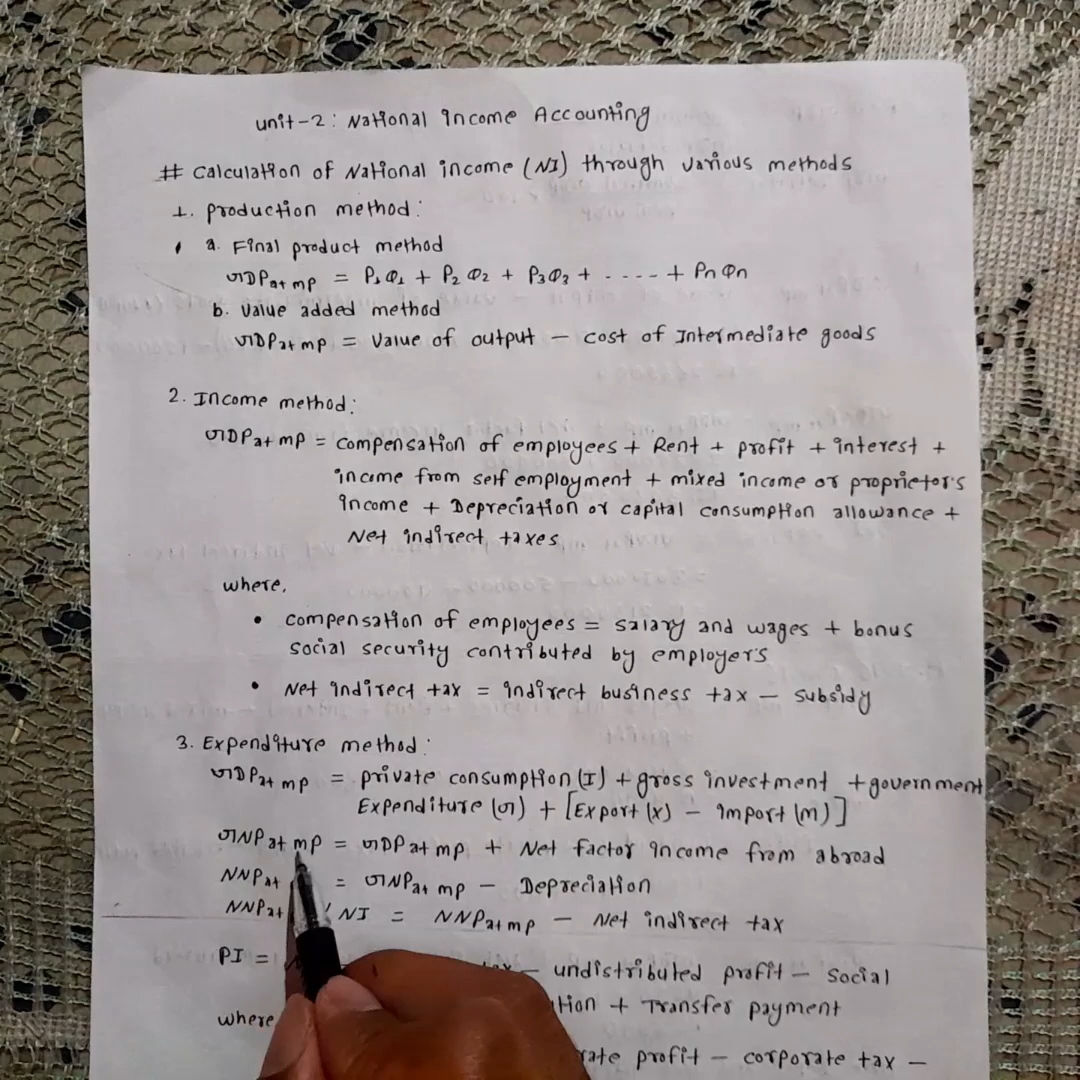 Unit-2: National Income Accounting
# Calculation of National income (NI) through various methods
1. production method:
a. Final product method
GDPat mp = P1Q1 + P2Q2 + P3Q3 + ..... + PnQn
b. Value added method
GDPat mp = Value of output – cost of Intermediate goods
2. Income method:
GDPat mp = compensation of employees + Rent + profit + interest +
income from self employment + mixed income or proprietor's
income + Depreciation or capital consumption allowance +
Net indirect taxes
where,
• compensation of employees = salary and wages + bonus
social security contributed by employers
• Net indirect tax = indirect business tax – subsidy
3. Expenditure method:
GDPat mp = private consumption (I) + gross investment + government
Expenditure (G) + [Export (X) – Import (M)]
GNPat mp = GDPat mp + Net factor income from abroad
NNPat = GNPat mp – Depreciation
NNPat / NI = NNPat mp – Net indirect tax
PI = – undistributed profit – social
+ Transfer payment
where
profit – corporate tax –